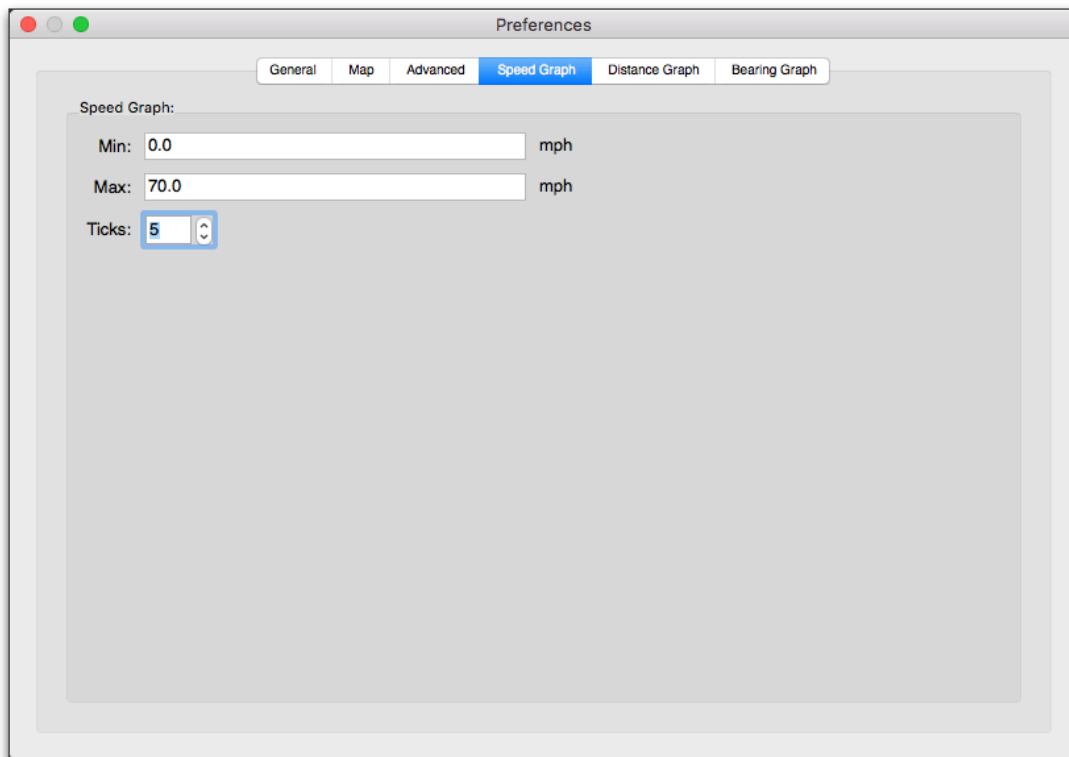 Preferences
General Map Advanced Speed Graph Distance Graph Bearing Graph
Speed Graph:
Min: 0.0 mph
Max: 70.0 mph
Ticks: 5